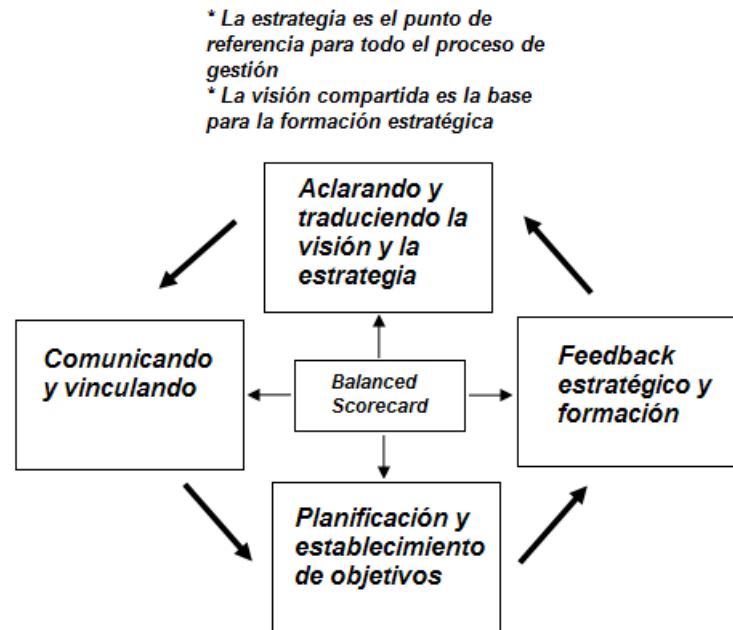 * La estrategia es el punto de
referencia para todo el proceso de
gestión
* La visión compartida es la base
para la formación estratégica
Aclarando y
traduciendo la
visión y la
estrategia
Comunicando
y vinculando
Balanced
Scorecard
Feedback
estratégico y
formación
Planificación y
establecimiento
de objetivos